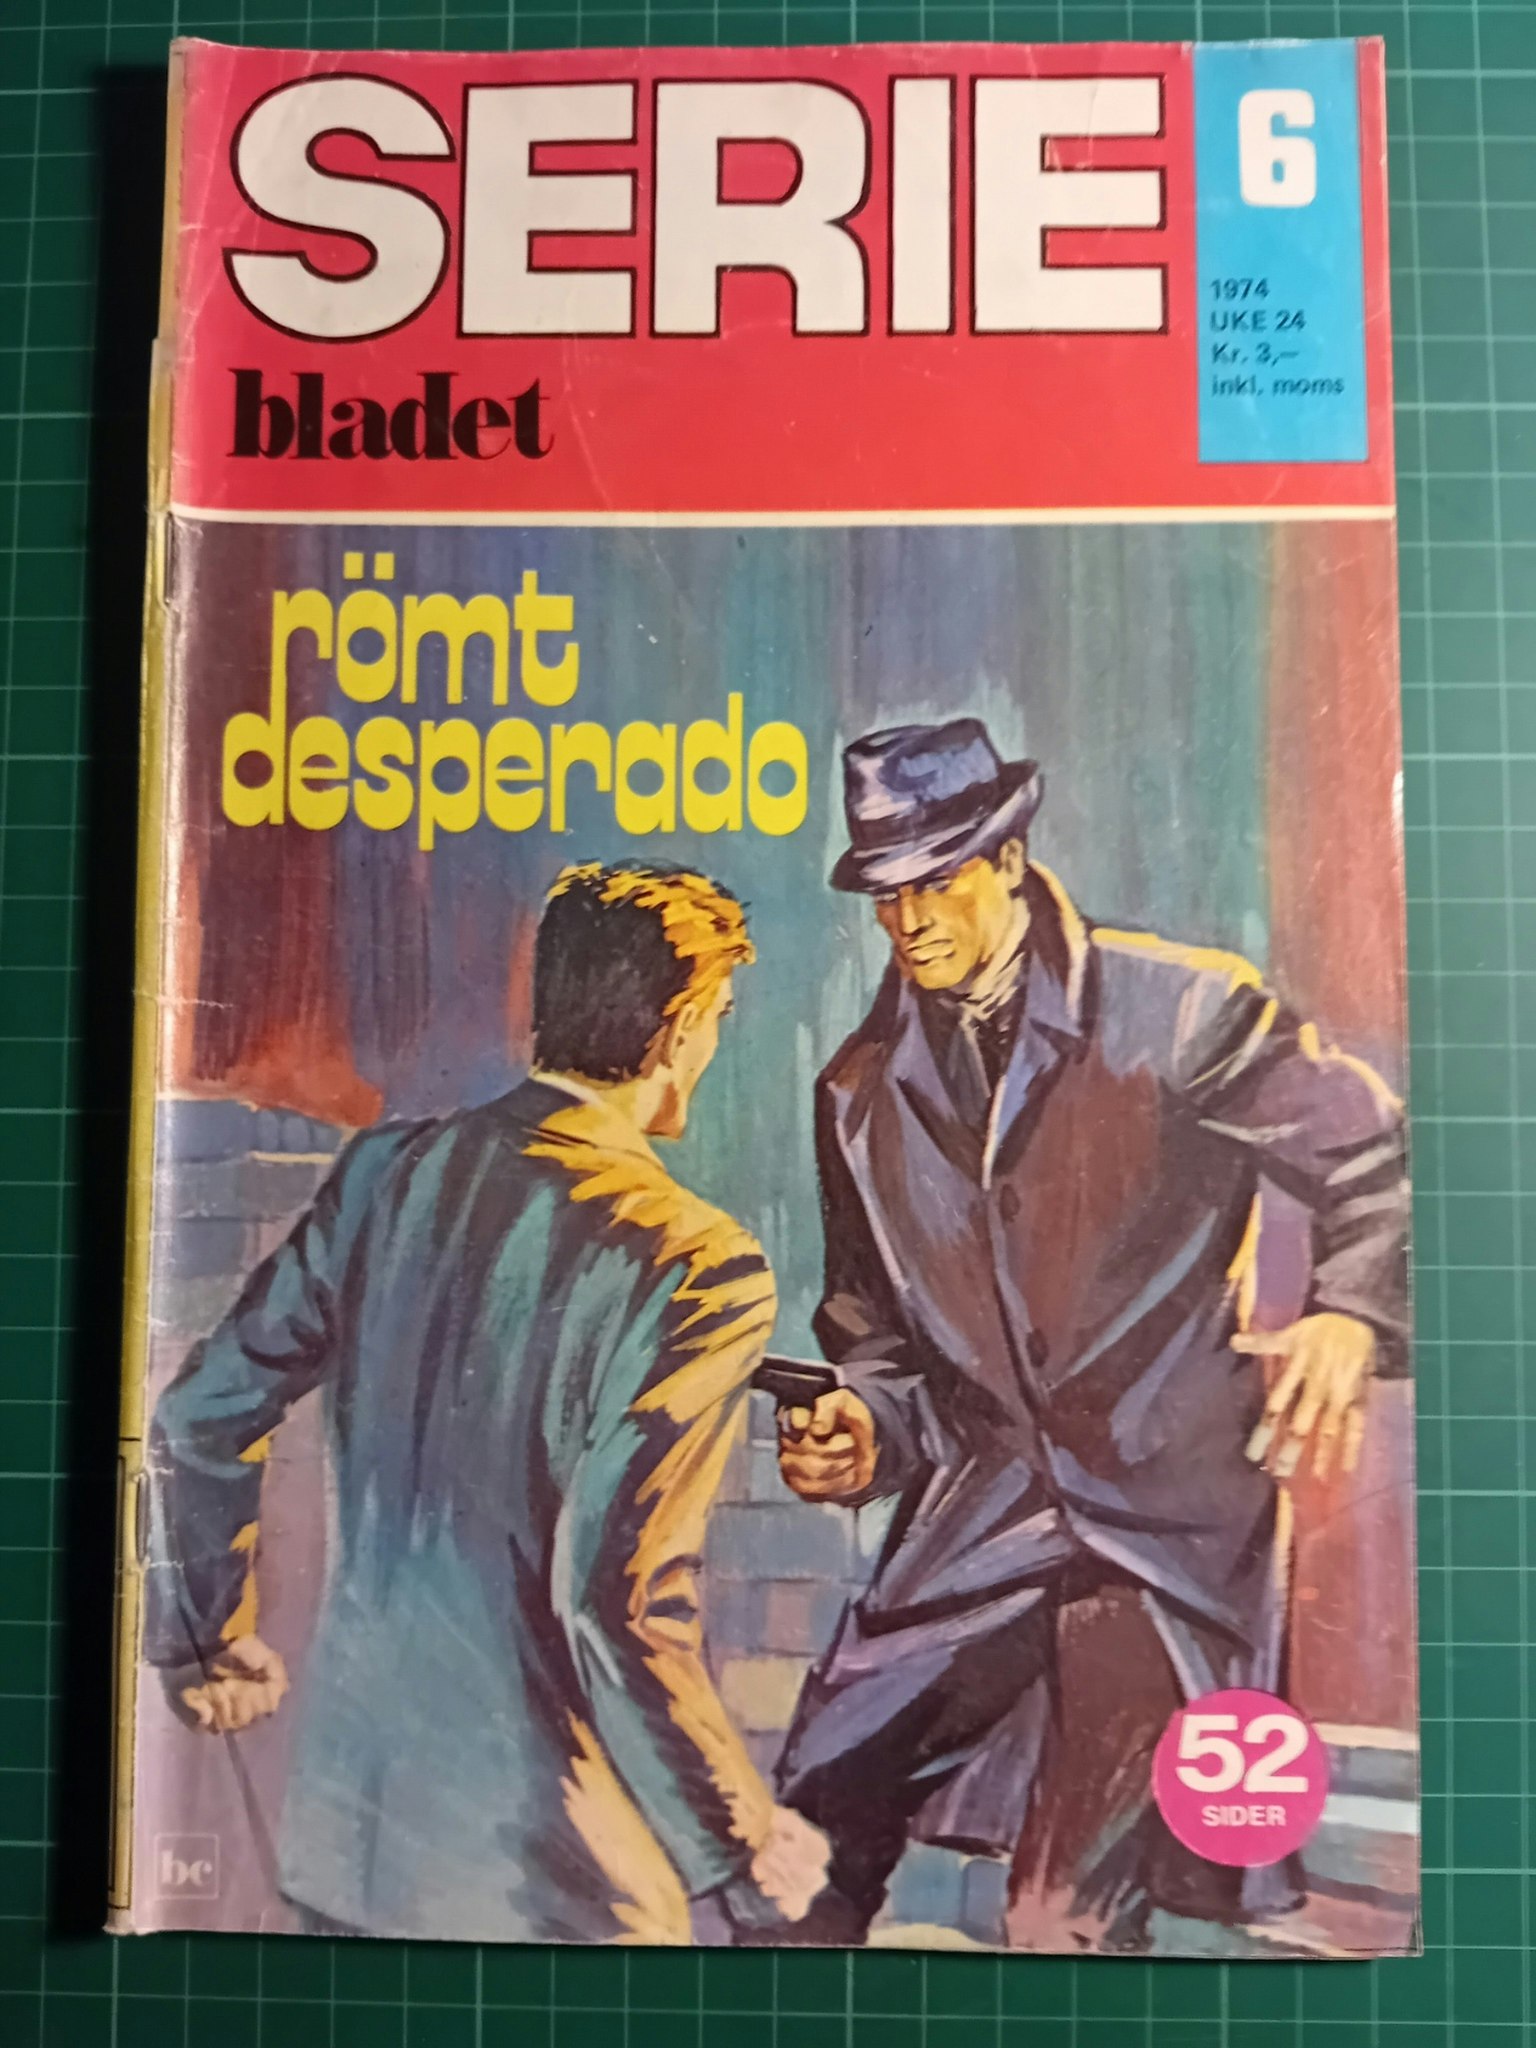 SERIE
bladet
6
1974
UKE 24
Kr. 3,—
inkl. moms
römt
desperado
52
SIDER
bc